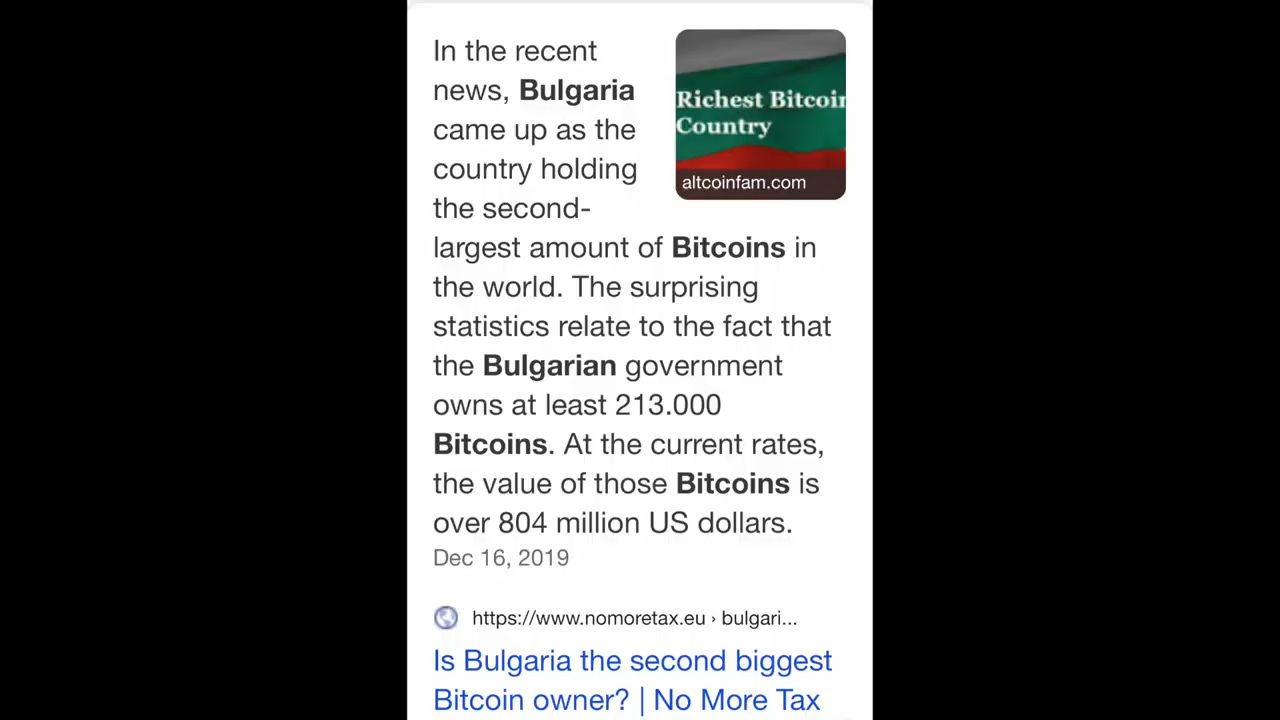 In the recent
news, Bulgaria
came up as the
country holding
the second-
largest amount of Bitcoins in
the world. The surprising
statistics relate to the fact that
the Bulgarian government
owns at least 213.000
Bitcoins. At the current rates,
the value of those Bitcoins is
over 804 million US dollars.
Dec 16, 2019
Richest Bitcoin
Country
altcoinfam.com
https://www.nomoretax.eu › bulgari...
Is Bulgaria the second biggest
Bitcoin owner? | No More Tax